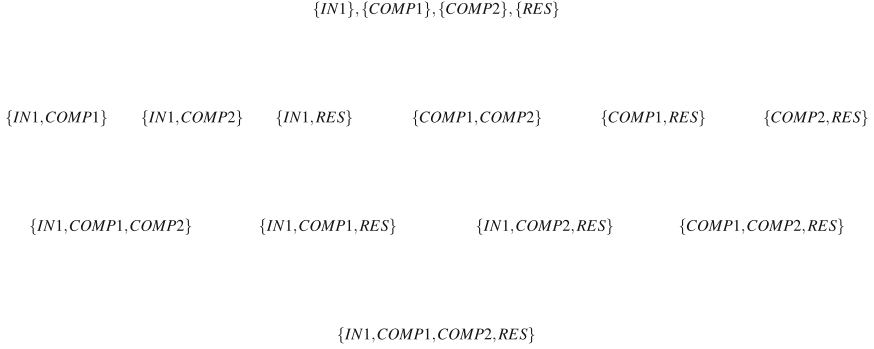 {IN1},{COMP1},{COMP2},{RES}
{IN1,COMP1} {IN1,COMP2} {IN1,RES} {COMP1,COMP2} {COMP1,RES} {COMP2,RES}
{IN1,COMP1,COMP2} {IN1,COMP1,RES} {IN1,COMP2,RES} {COMP1,COMP2,RES}
{IN1,COMP1,COMP2,RES}